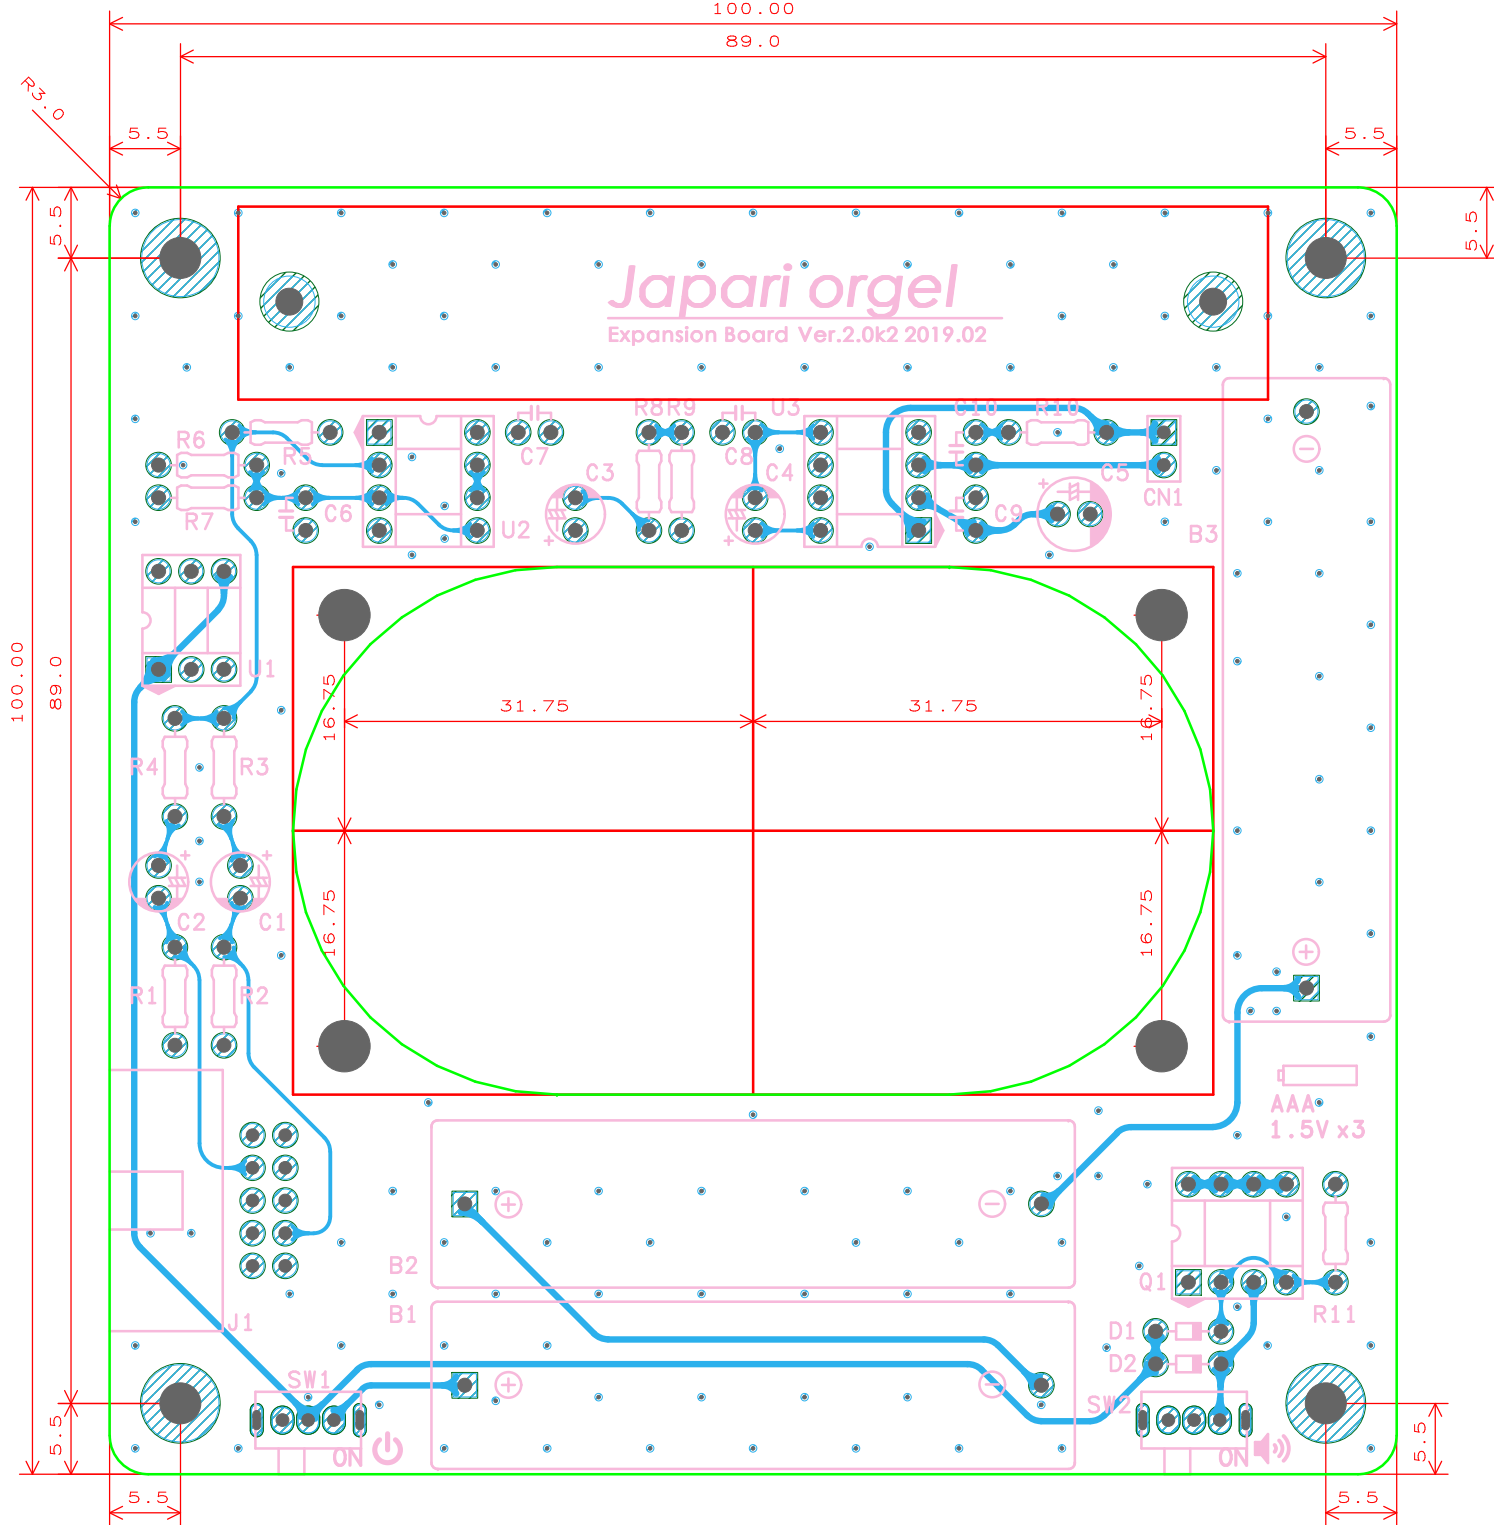 100.00
89.0
R3.0
5.5
5.5
5.5
5.5
Japari orgel
Expansion Board Ver.2.0k2 2019.02
R8
R9
U3
C10
R10
R6
R5
C7
C8
C4
C3
C5
CN1
R7
C6
U2
C9
B3
U1
100.00
89.0
16.75
31.75
31.75
16.75
R4
R3
C2
C1
16.75
16.75
R1
R2
AAA
1.5V x3
B2
Q1
J1
B1
R11
D1
D2
SW1
SW2
ON
ON
5.5
5.5
5.5
5.5